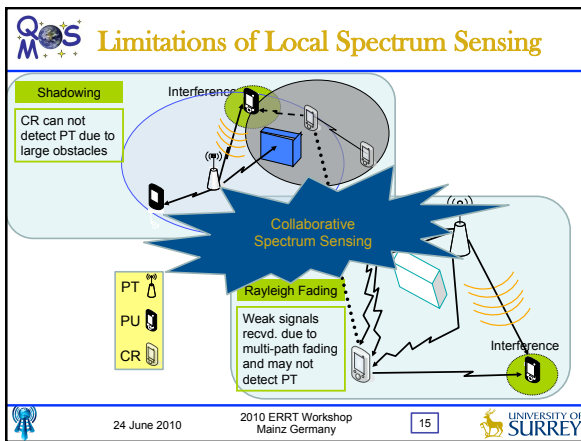 QoS
M
Limitations of Local Spectrum Sensing
Shadowing
CR can not
detect PT due to
large obstacles
Interference
Collaborative
Spectrum Sensing
PT
PU
CR
Rayleigh Fading
Weak signals
recvd. due to
multi-path fading
and may not
detect PT
Interference
24 June 2010
2010 ERRT Workshop
Mainz Germany
15
UNIVERSITY OF
SURREY